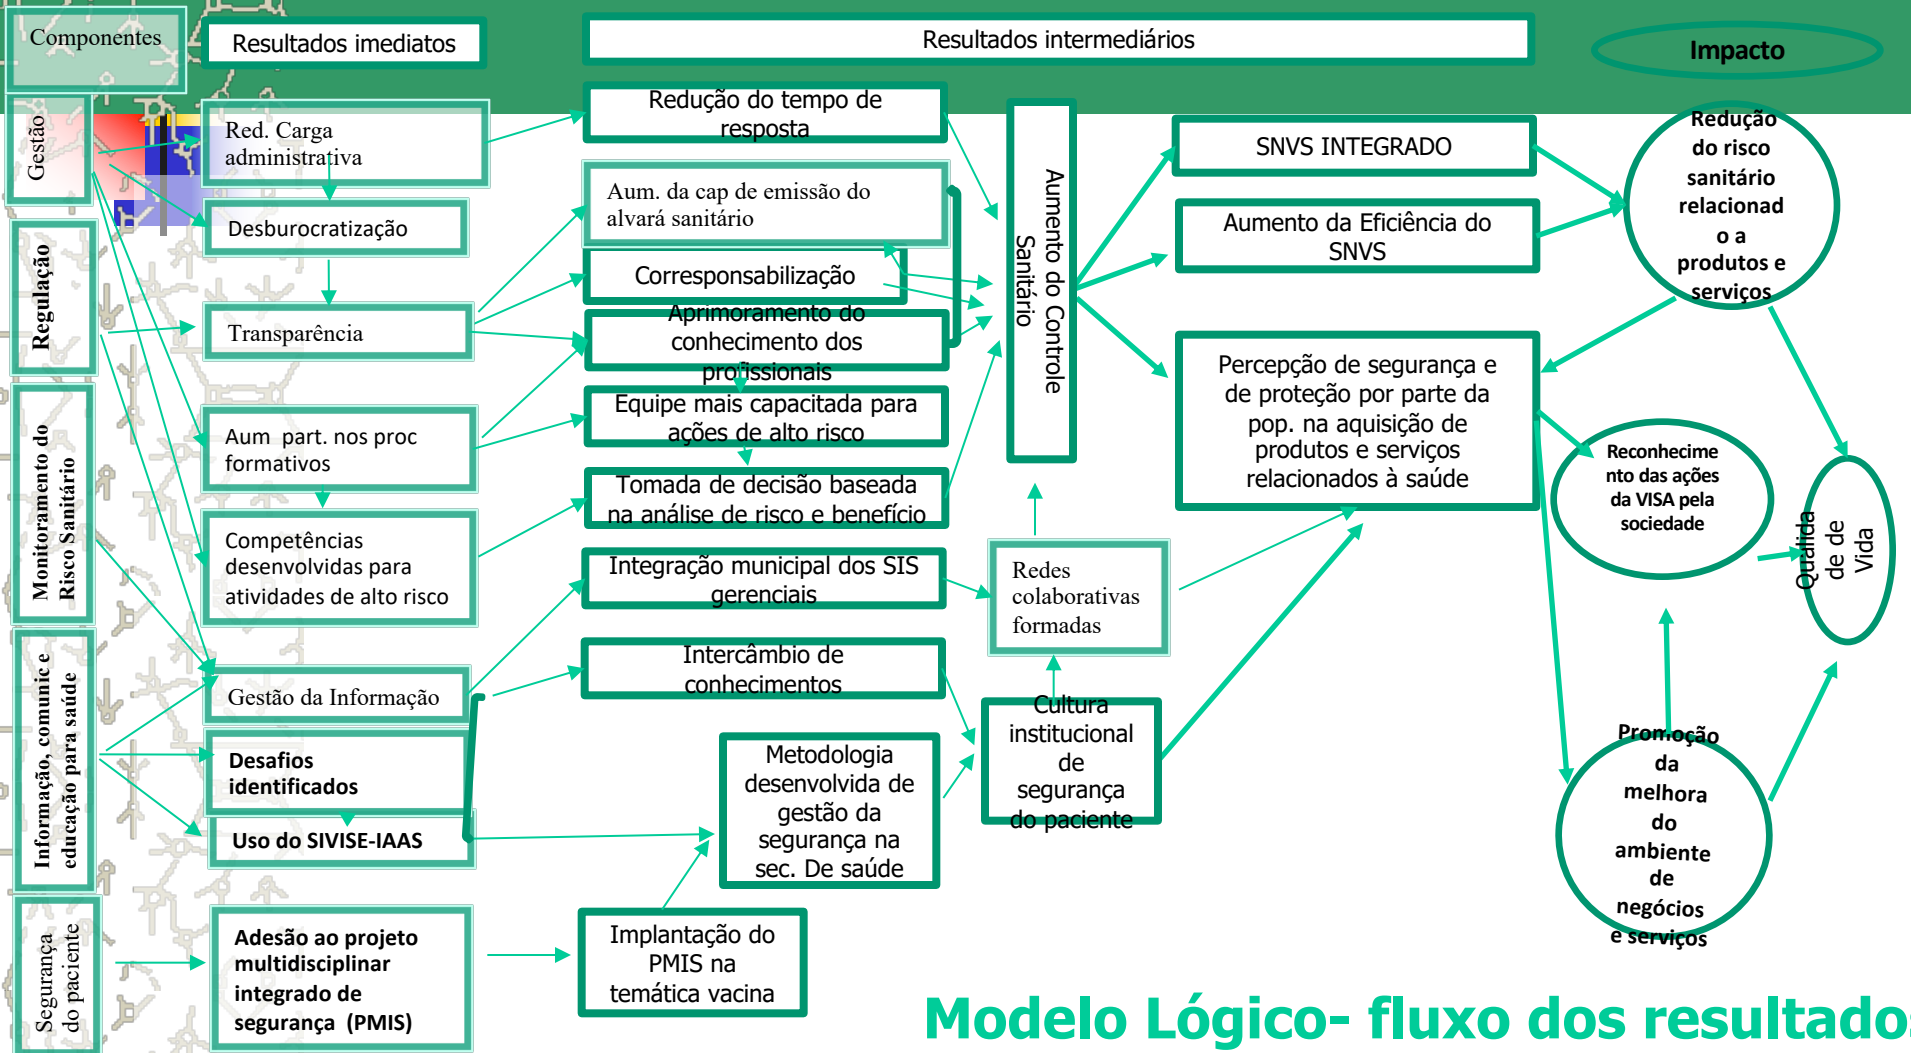 Componentes
Resultados imediatos
Resultados intermediários
Impacto
Gestão
Regulação
Monitoramento do
Risco Sanitário
Informação, comunic e
educação para saúde
Segurança
do paciente
Red. Carga
administrativa
Desburocratização
Transparência
Aum  part. nos proc
formativos
Competências
desenvolvidas para
atividades de alto risco
Gestão da Informação
Desafios
identificados
Uso do SIVISE-IAAS
Adesão ao projeto
multidisciplinar
integrado de
segurança  (PMIS)
Redução do tempo de
resposta
Aum. da cap de emissão do
alvará sanitário
Corresponsabilização
Aprimoramento do
conhecimento dos
profissionais
Equipe mais capacitada para
ações de alto risco
Tomada de decisão baseada
na análise de risco e benefício
Integração municipal dos SIS
gerenciais
Intercâmbio de
conhecimentos
Metodologia
desenvolvida de
gestão da
segurança na
sec. De saúde
Implantação do
PMIS na
temática vacina
Aumento do Controle
Sanitário
Redes
colaborativas
formadas
Cultura
institucional
de
segurança
do paciente
SNVS INTEGRADO
Aumento da Eficiência do
SNVS
Percepção de segurança e
de proteção por parte da
pop. na aquisição de
produtos e serviços
relacionados à saúde
Redução
do risco
sanitário
relacionad
o a
produtos e
serviços
Reconhecime
nto das ações
da VISA pela
sociedade
Qualida
de de
Vida
Promoção
da
melhora
do
ambiente
de
negócios
e serviços
Modelo Lógico- fluxo dos resultados